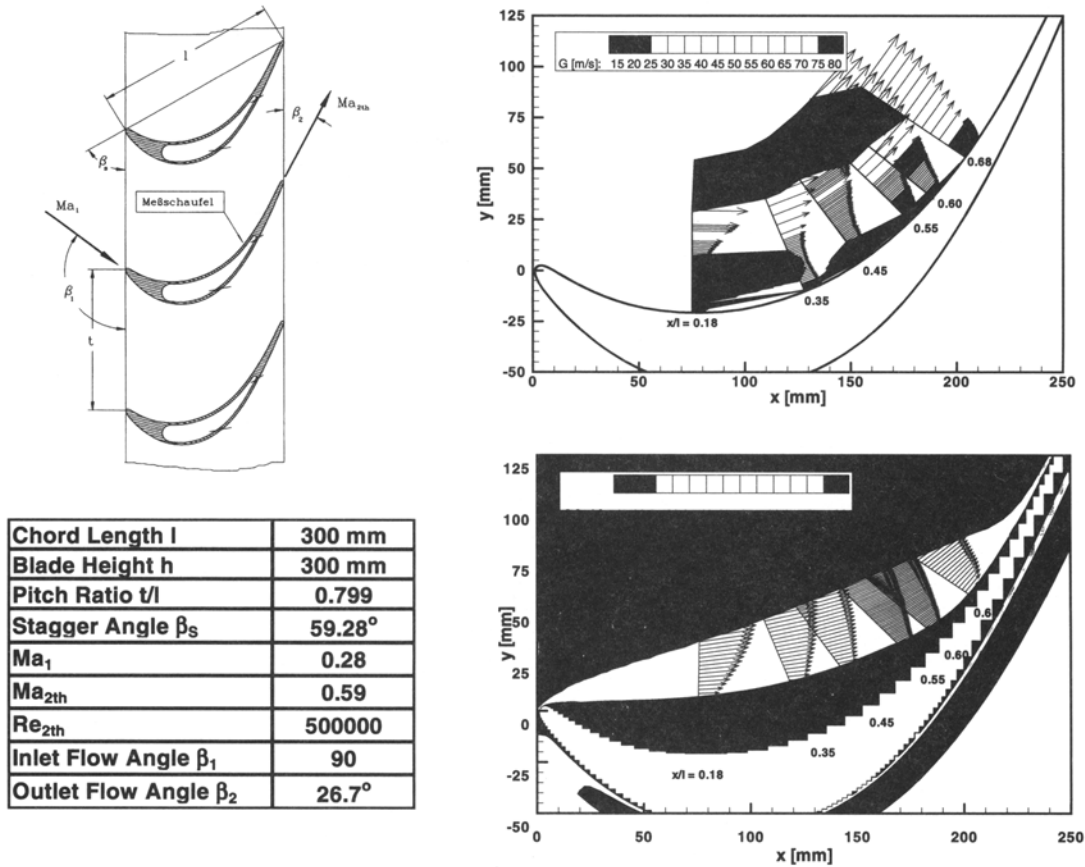 l
β₂
Ma₂th
βₛ
Meßschaufel
Ma₁
β₁
t
Chord Length l 300 mm
Blade Height h 300 mm
Pitch Ratio t/l 0.799
Stagger Angle βS 59.28°
Ma₁ 0.28
Ma₂th 0.59
Re₂th 500000
Inlet Flow Angle β₁ 90
Outlet Flow Angle β₂ 26.7°
125
100
75
50
25
0
-25
-50
y [mm]
G [m/s]: 15 20 25 30 35 40 45 50 55 60 65 70 75 80
0.68
0.60
0.55
0.45
0.35
x/l = 0.18
0 50 100 150 200 250
x [mm]
125
100
75
50
25
0
-25
-50
y [mm]
0.6
0.60
0.55
0.45
0.35
x/l = 0.18
0 50 100 150 200 250
x [mm]